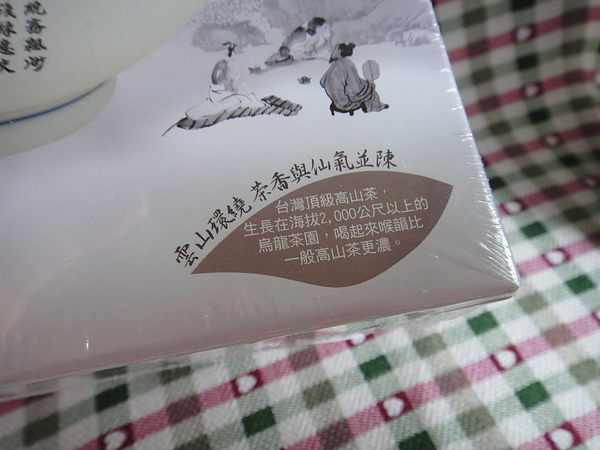 雲山環繞 茶香與仙氣並陳
台灣頂級高山茶，
生長在海拔2,000公尺以上的
烏龍茶園，喝起來喉韻比
一般高山茶更濃。